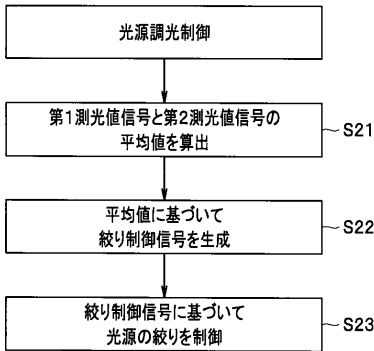 光源調光制御
第1測光値信号と第2測光値信号の
平均値を算出
S21
平均値に基づいて
絞り制御信号を生成
S22
絞り制御信号に基づいて
光源の絞りを制御
S23